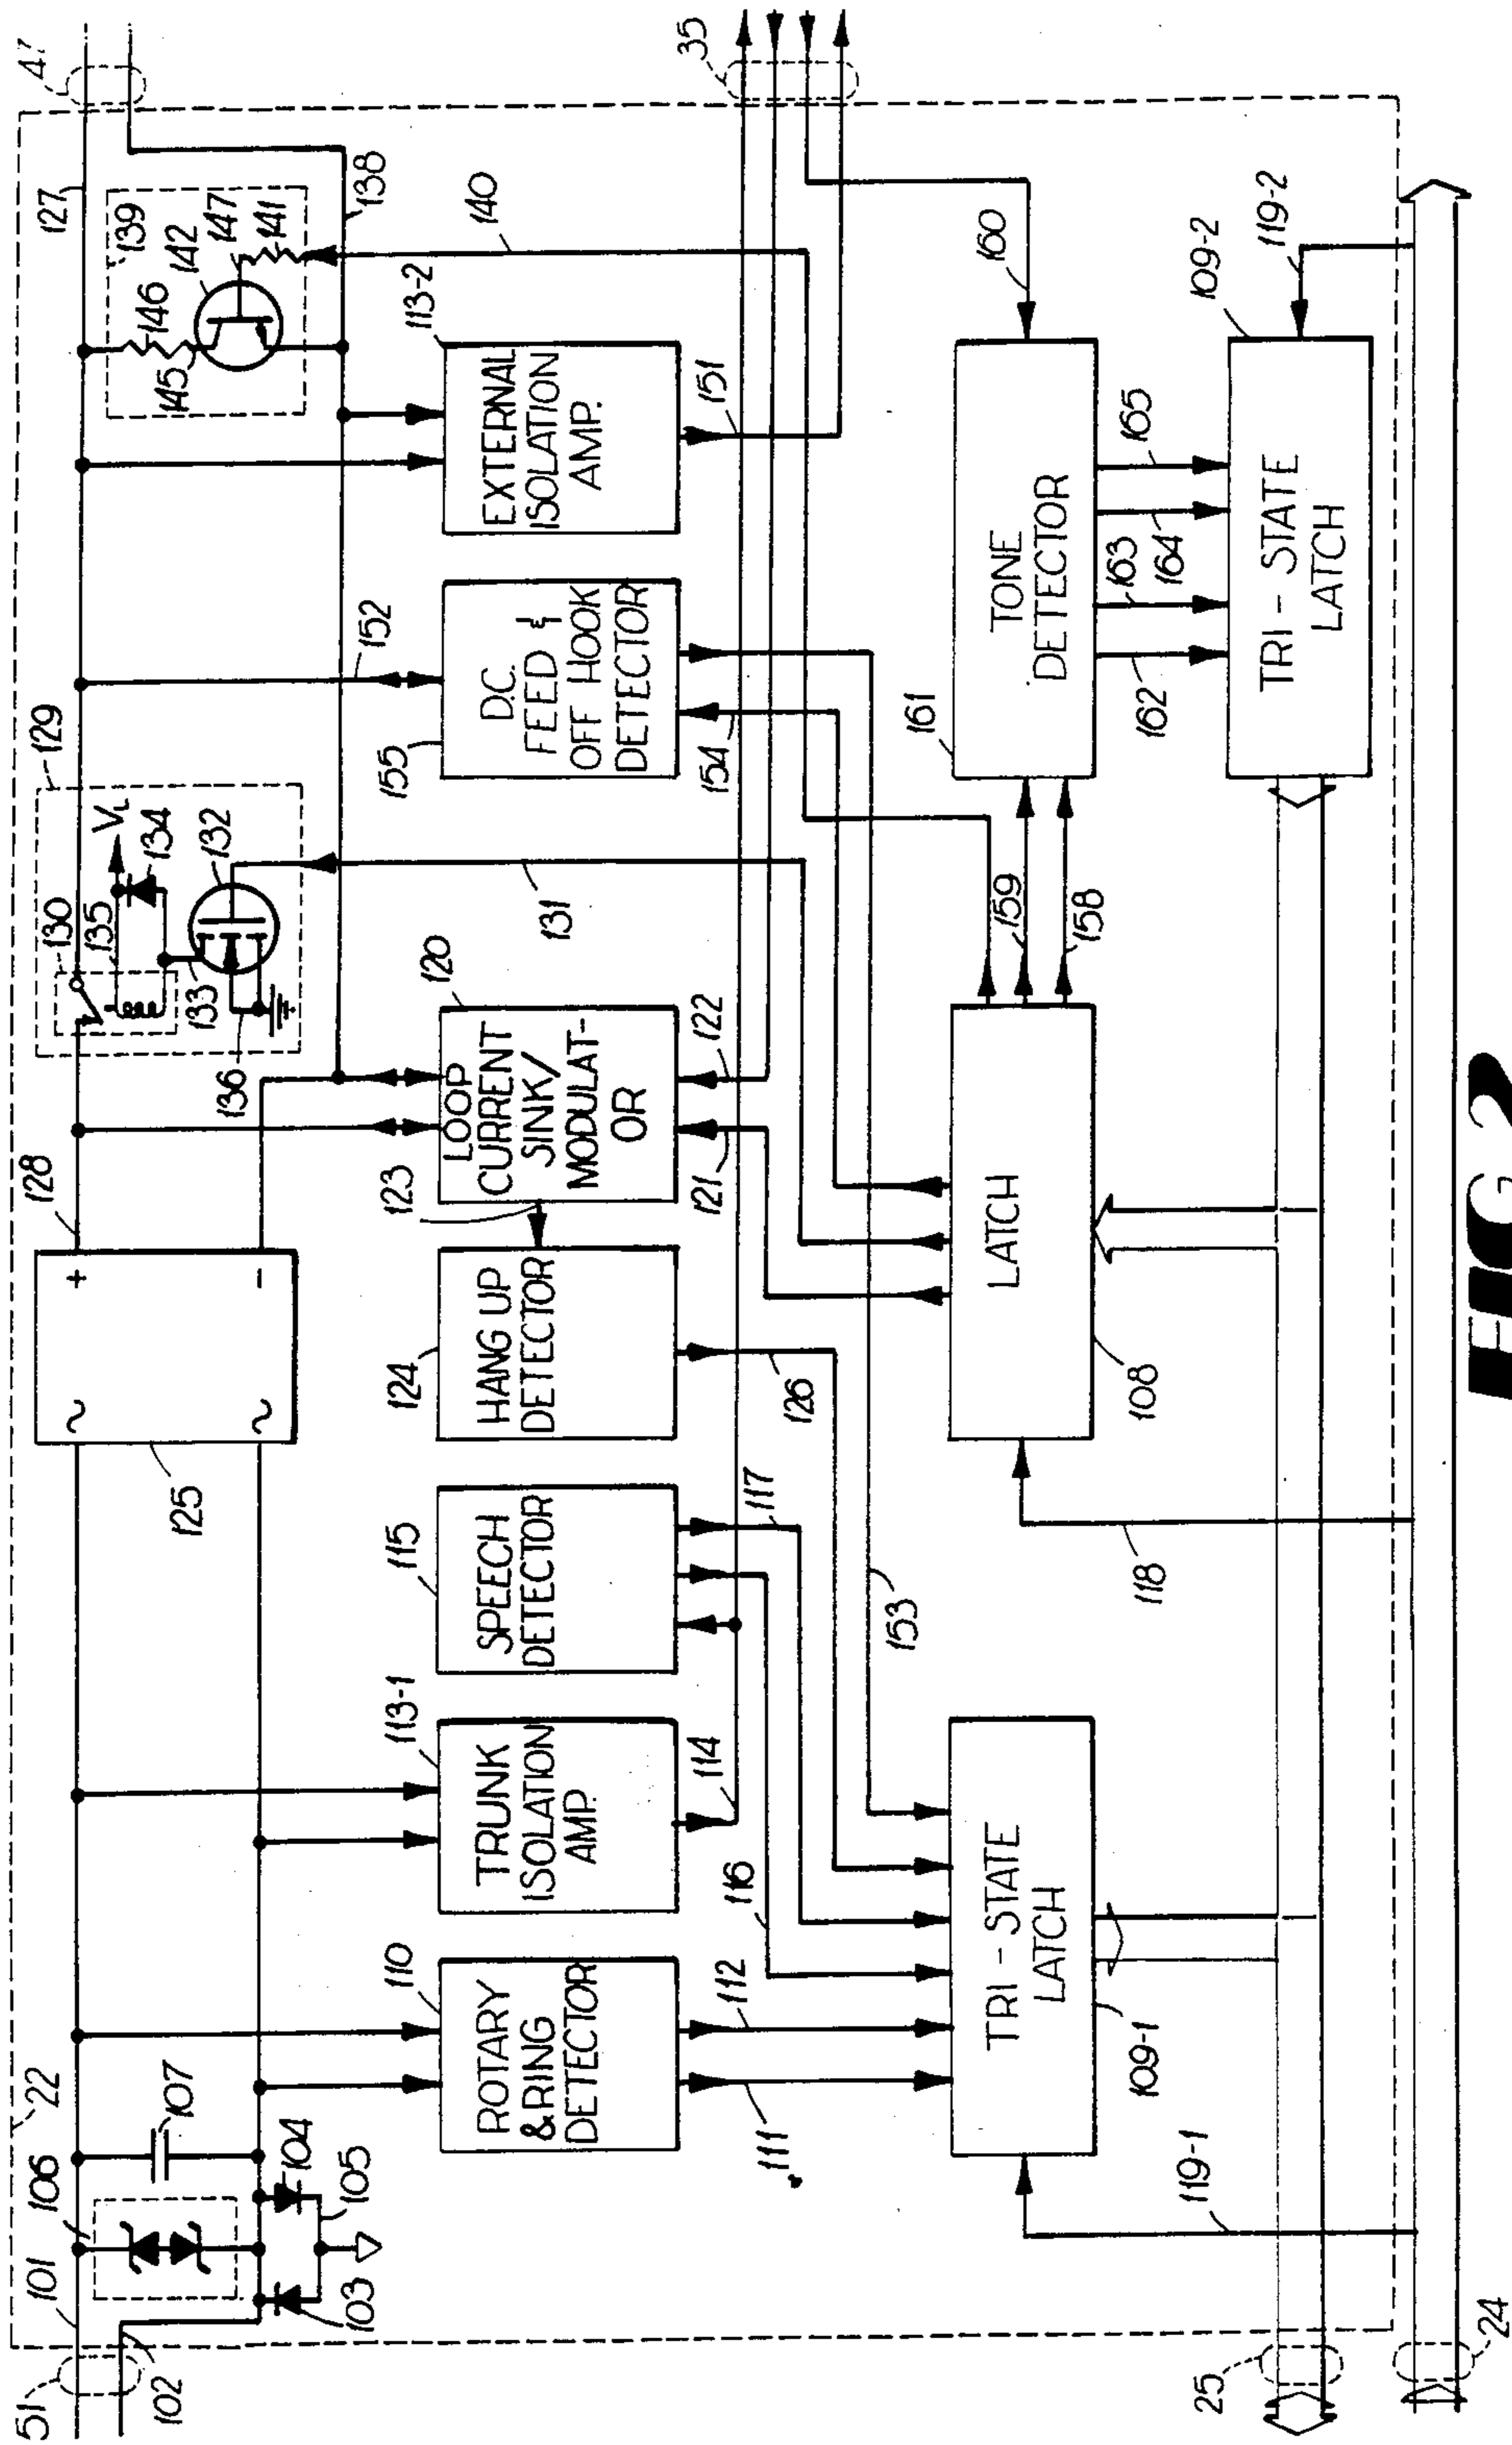 47
35
127
139
142
147
141
146
145
138
140
113-2
EXTERNAL
ISOLATION
AMP.
151
160
109-2
119-2
165
164
163
162
TONE
DETECTOR
161
TRI-STATE
LATCH
129
130
135
VL
134
132
133
136
131
152
155
D.C.
FEED &
OFF HOOK
DETECTOR
154
159
158
128
120
LOOP
CURRENT
SINK/
MODULAT-
OR
122
121
123
+
-
~
~
125
124
HANG UP
DETECTOR
126
LATCH
108
118
115
SPEECH
DETECTOR
117
116
153
113-1
TRUNK
ISOLATION
AMP.
114
110
ROTARY
&RING
DETECTOR
112
111
TRI-STATE
LATCH
109-1
119-1
22
107
106
104
105
103
101
51
102
25
24
FIG 2